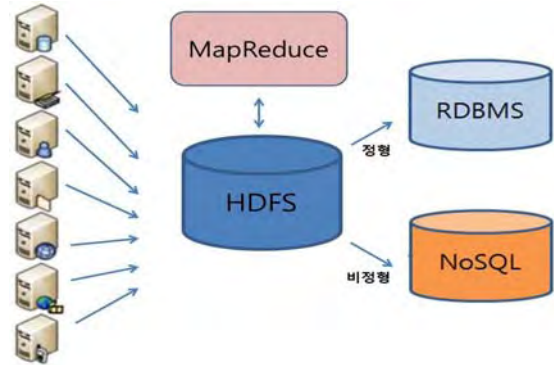 MapReduce
RDBMS
정형
HDFS
NoSQL
비정형